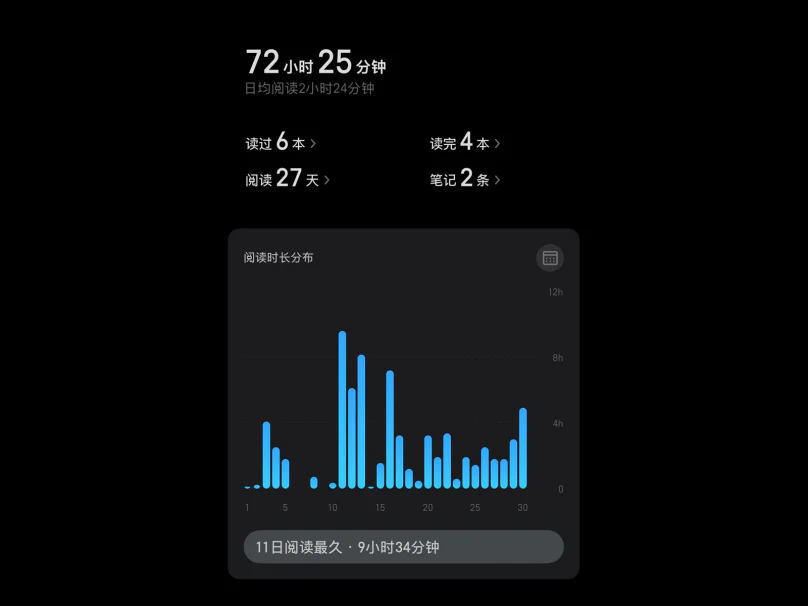 72小时25分钟
日均阅读2小时24分钟
读过6本 读完4本
阅读27天 笔记2条
阅读时长分布
12h
8h
4h
0
1 5 10 15 20 25 30
11日阅读最久 · 9小时34分钟